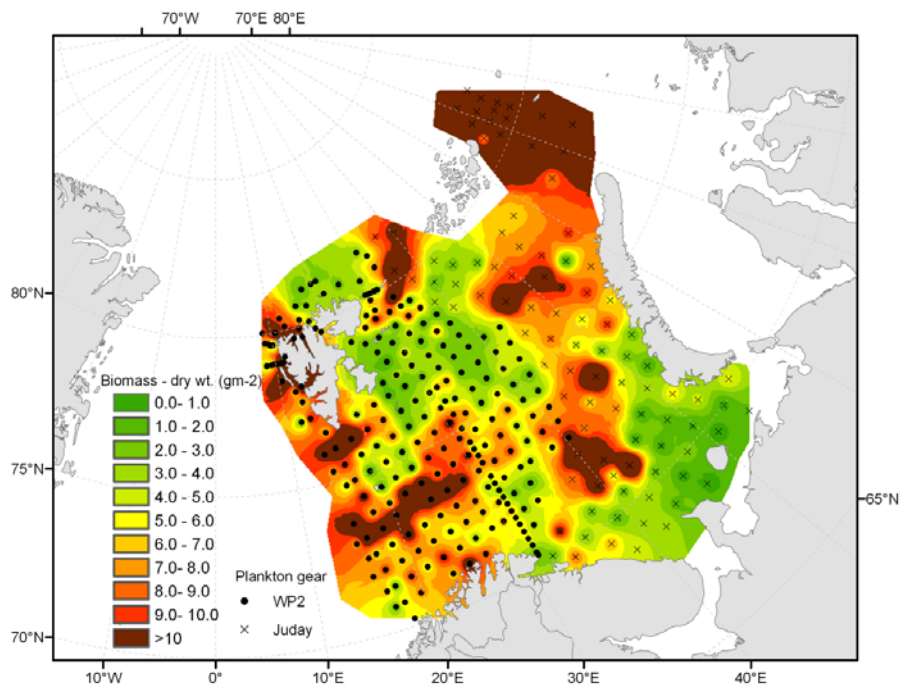 70°W 70°E 80°E
80°N
Biomass - dry wt. (gm-2)
0.0- 1.0
1.0 - 2.0
2.0 - 3.0
3.0 - 4.0
4.0 - 5.0
5.0 - 6.0
6.0 - 7.0
7.0- 8.0
8.0 - 9.0
9.0 - 10.0
>10
75°N
65°N
Plankton gear
WP2
Juday
70°N
10°W 0° 10°E 20°E 30°E 40°E